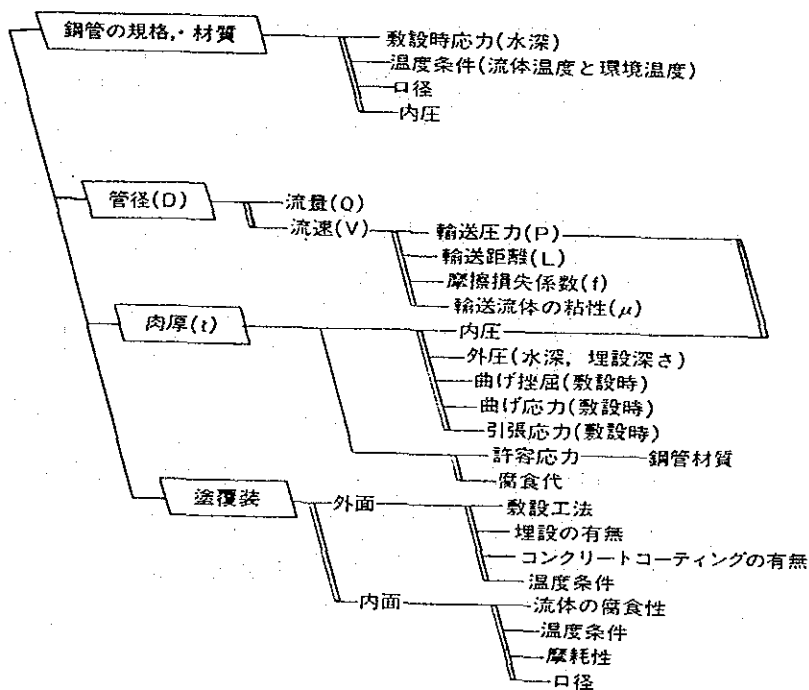 鋼管の規格,・材質
敷設時応力(水深)
温度条件(流体温度と環境温度)
口径
内圧
管径(D)
流量(Q)
流速(V)
輸送圧力(P)
輸送距離(L)
摩擦損失係数(f)
輸送流体の粘性(μ)
肉厚(t)
内圧
外圧(水深，埋設深さ)
曲げ挫屈(敷設時)
曲げ応力(敷設時)
引張応力(敷設時)
許容応力 鋼管材質
腐食代
塗覆装
外面
敷設工法
埋設の有無
コンクリートコーティングの有無
温度条件
内面
流体の腐食性
温度条件
摩耗性
口径